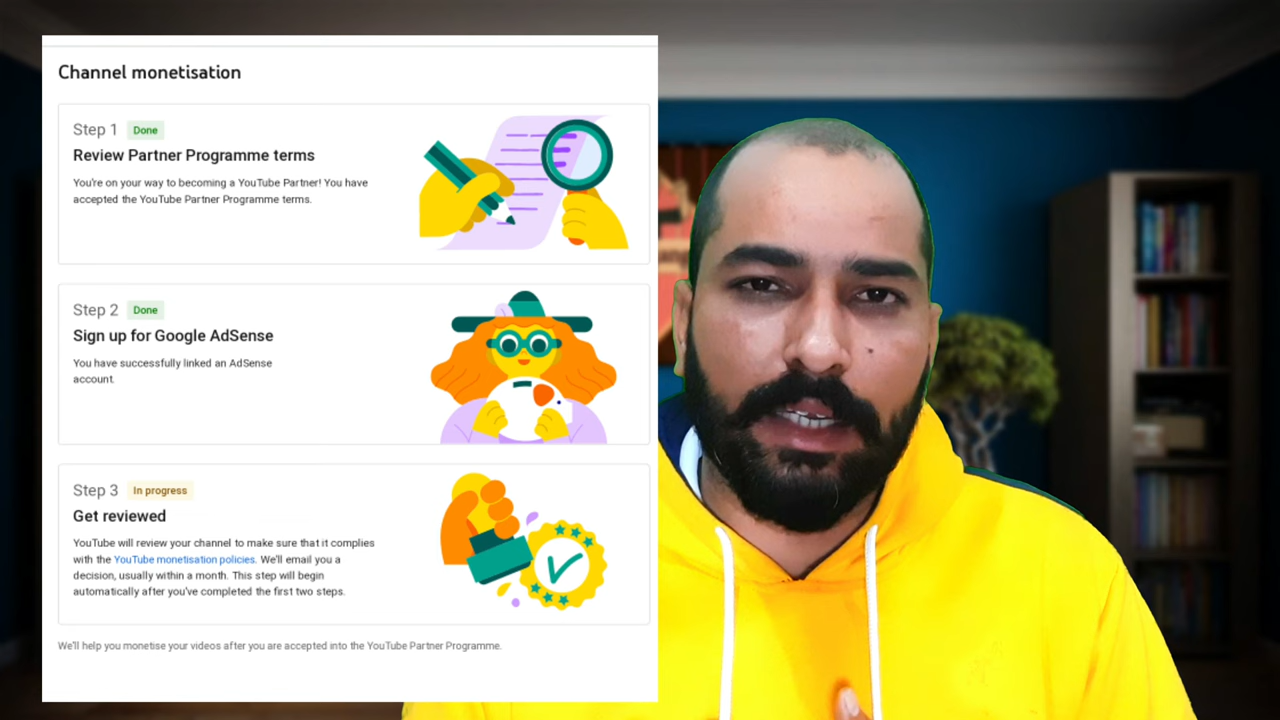 Channel monetisation
Step 1 Done
Review Partner Programme terms
You're on your way to becoming a YouTube Partner! You have
accepted the YouTube Partner Programme terms.
Step 2 Done
Sign up for Google AdSense
You have successfully linked an AdSense
account.
Step 3 In progress
Get reviewed
YouTube will review your channel to make sure that it complies
with the YouTube monetisation policies. We'll email you a
decision, usually within a month. This step will begin
automatically after you've completed the first two steps.
We'll help you monetise your videos after you are accepted into the YouTube Partner Programme.